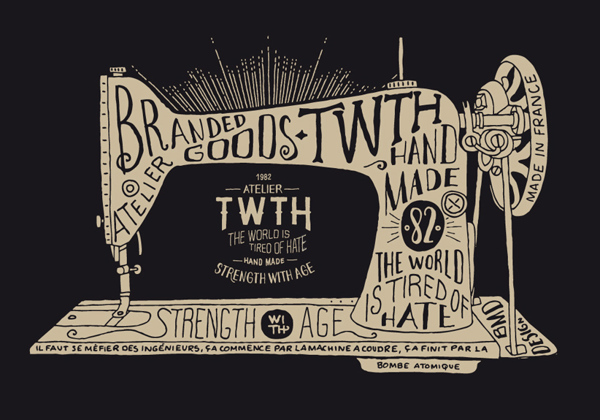 BRANDED
GOODS TWTH
ATELIER
HAND
MADE
82
THE WORLD
IS TIRED OF
HATE
MADE IN FRANCE
1982
ATELIER
TWTH
THE WORLD IS
TIRED OF HATE
HAND MADE
STRENGTH WITH AGE
STRENGTH WITH AGE
BMD
DESIGN
IL FAUT SE MÉFIER DES INGÉNIEURS, ÇA COMMENCE PAR LA MACHINE A COUDRE, ÇA FINIT PAR LA
BOMBE ATOMIQUE